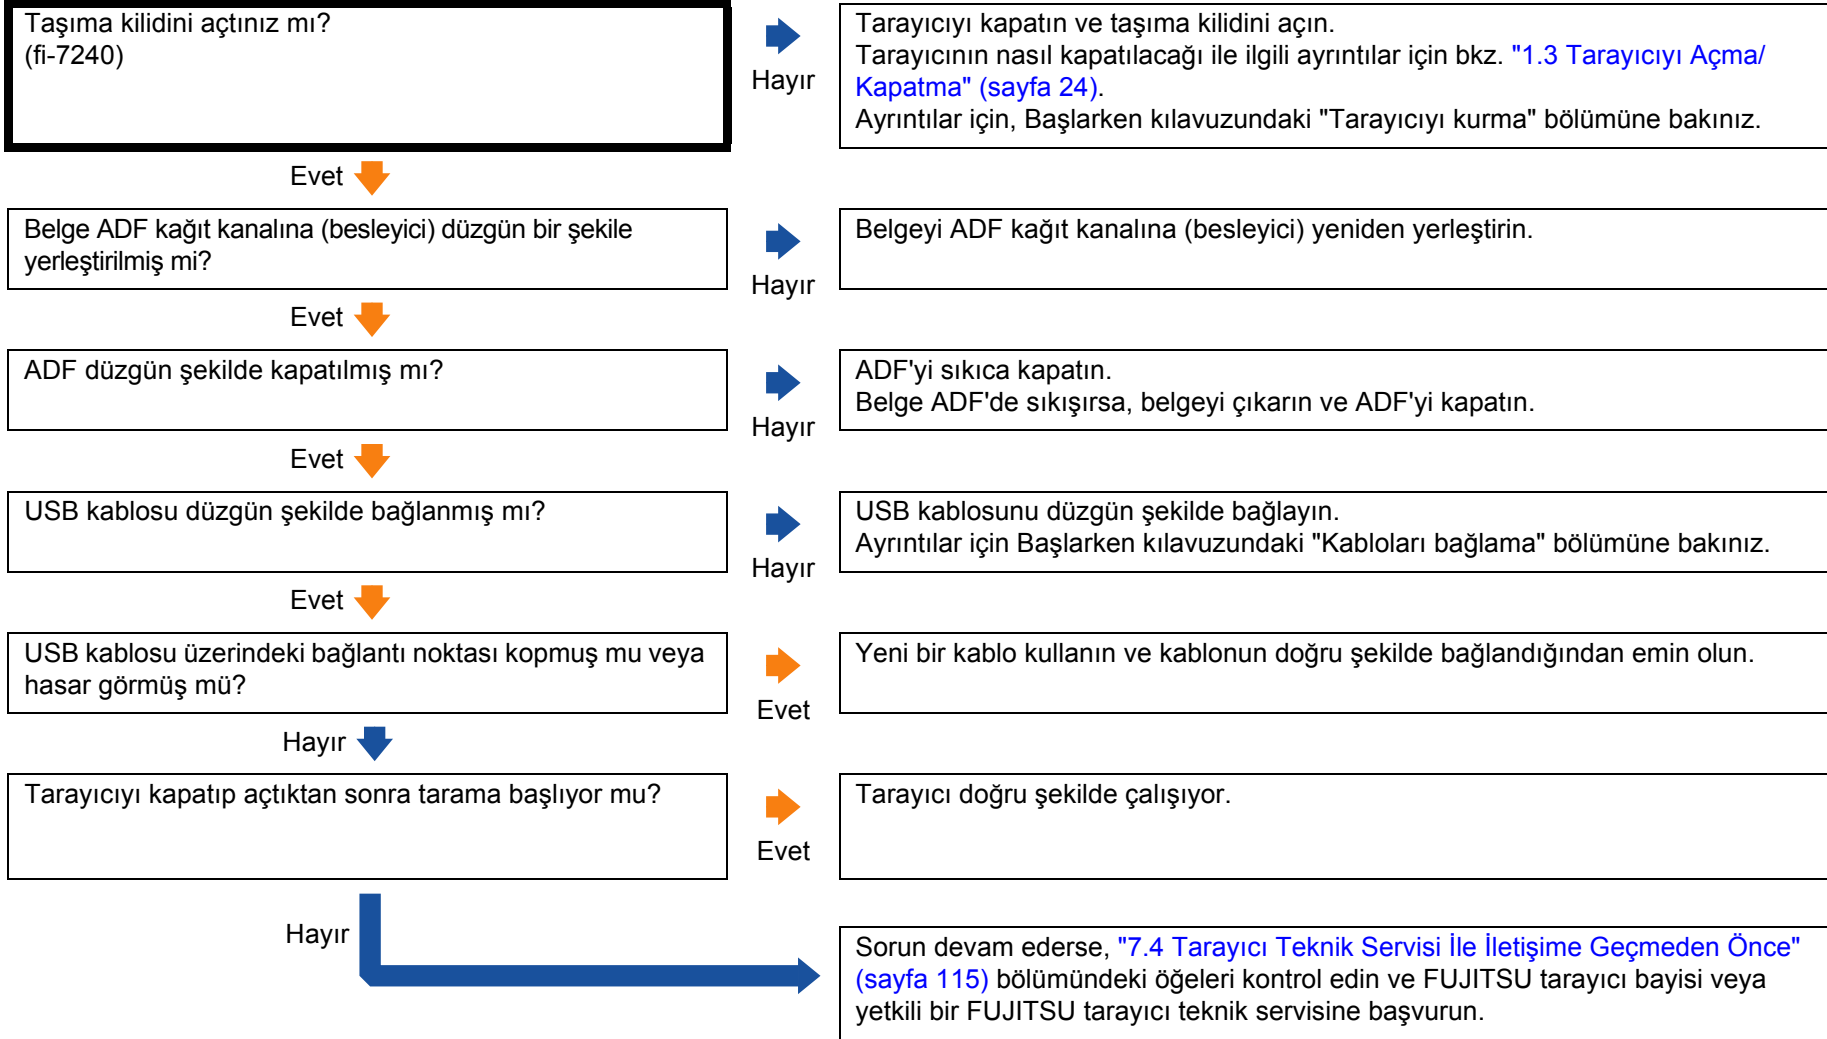 Taşıma kilidini açtınız mı?
(fi-7240)
Hayır
Tarayıcıyı kapatın ve taşıma kilidini açın.
Tarayıcının nasıl kapatılacağı ile ilgili ayrıntılar için bkz. "1.3 Tarayıcıyı Açma/
Kapatma" (sayfa 24).
Ayrıntılar için, Başlarken kılavuzundaki "Tarayıcıyı kurma" bölümüne bakınız.
Evet
Belge ADF kağıt kanalına (besleyici) düzgün bir şekile
yerleştirilmiş mi?
Hayır
Belgeyi ADF kağıt kanalına (besleyici) yeniden yerleştirin.
Evet
ADF düzgün şekilde kapatılmış mı?
Hayır
ADF'yi sıkıca kapatın.
Belge ADF'de sıkışırsa, belgeyi çıkarın ve ADF'yi kapatın.
Evet
USB kablosu düzgün şekilde bağlanmış mı?
Hayır
USB kablosunu düzgün şekilde bağlayın.
Ayrıntılar için Başlarken kılavuzundaki "Kabloları bağlama" bölümüne bakınız.
Evet
USB kablosu üzerindeki bağlantı noktası kopmuş mu veya
hasar görmüş mü?
Evet
Yeni bir kablo kullanın ve kablonun doğru şekilde bağlandığından emin olun.
Hayır
Tarayıcıyı kapatıp açtıktan sonra tarama başlıyor mu?
Evet
Tarayıcı doğru şekilde çalışıyor.
Hayır
Sorun devam ederse, "7.4 Tarayıcı Teknik Servisi İle İletişime Geçmeden Önce"
(sayfa 115) bölümündeki öğeleri kontrol edin ve FUJITSU tarayıcı bayisi veya
yetkili bir FUJITSU tarayıcı teknik servisine başvurun.